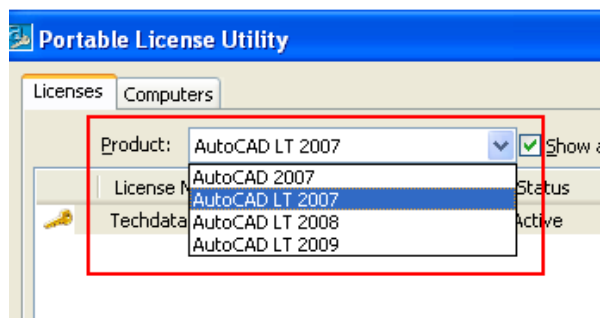 Portable License Utility
Licenses Computers
Product: AutoCAD LT 2007 Show
AutoCAD 2007
License Status
AutoCAD LT 2007
Techdata Active
AutoCAD LT 2008
AutoCAD LT 2009